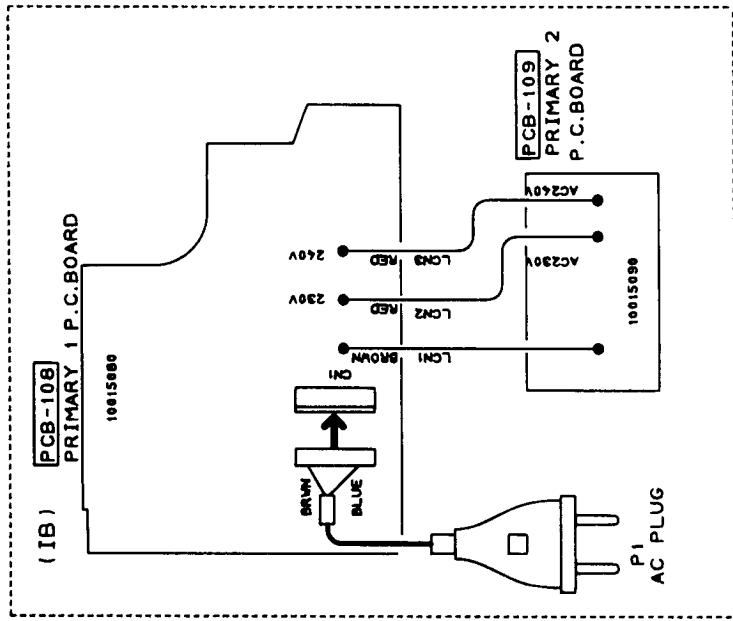 (IB)
PCB-108
PRIMARY 1 P.C.BOARD
10015080
240V
230V
RED
LCN3
RED
LCN2
BROWN
LCN1
CN1
BRWN
BLUE
P1
AC PLUG
PCB-109
PRIMARY 2
P.C.BOARD
AC240V
AC230V
10015090